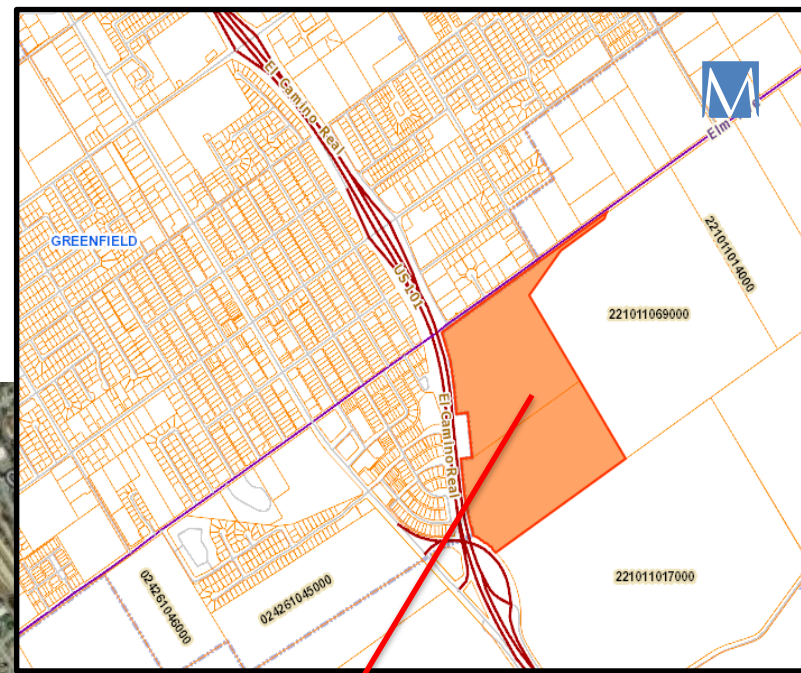 El Camino Real
M
Elm
GREENFIELD
US 101
221011014000
221011069000
El Camino Real
024261046000
024261045000
221011017000